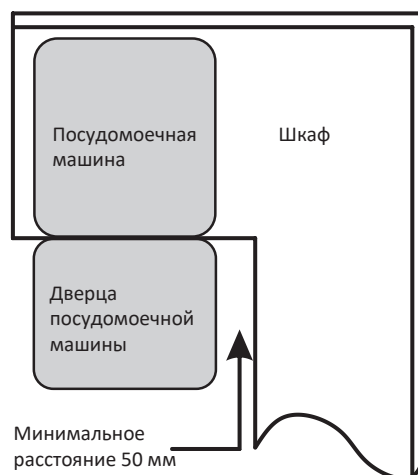 Посудомоечная
машина
Шкаф
Дверца
посудомоечной
машины
Минимальное
расстояние 50 мм